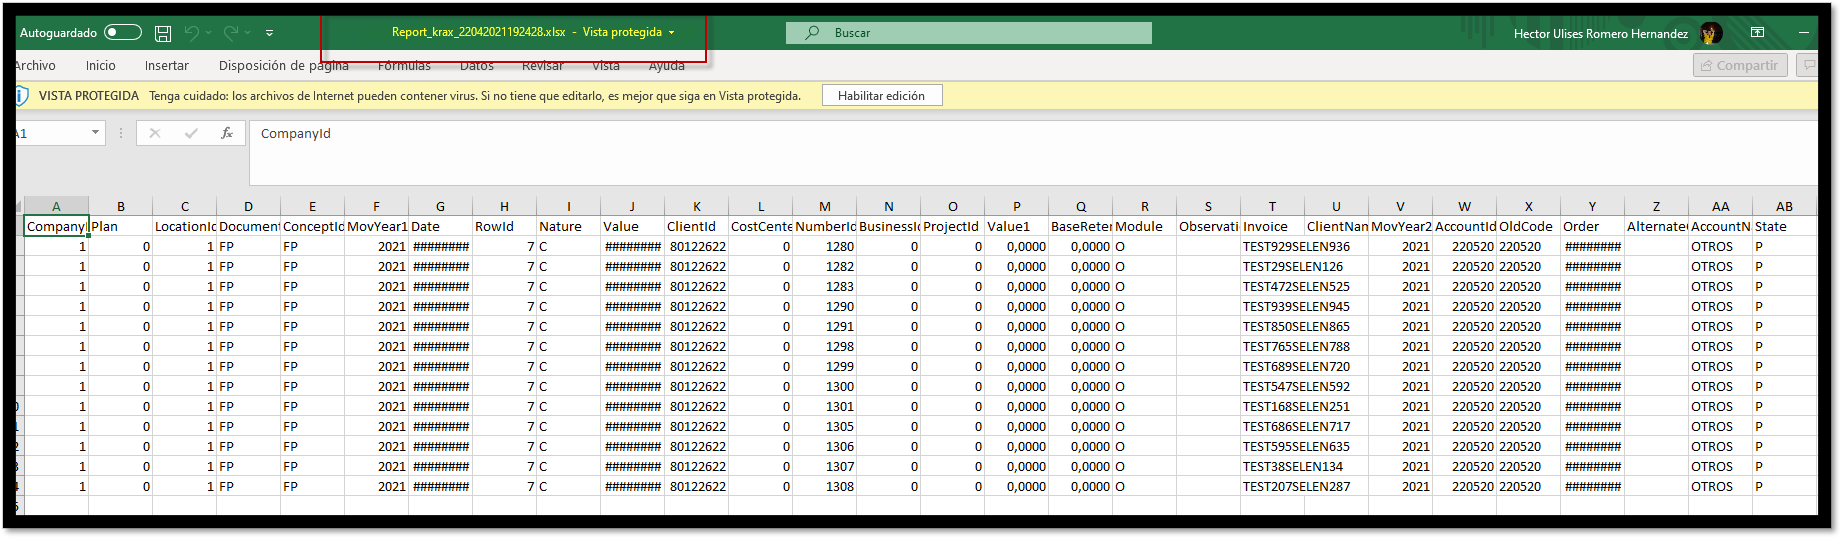 Autoguardado Report_krax_22042021192428.xlsx - Vista protegida Buscar Hector Ulises Romero Hernandez
Archivo Inicio Insertar Disposición de página Fórmulas Datos Revisar Vista Ayuda Compartir
VISTA PROTEGIDA Tenga cuidado: los archivos de Internet pueden contener virus. Si no tiene que editarlo, es mejor que siga en Vista protegida. Habilitar edición
A1 fx CompanyId
A B C D E F G H I J K L M N O P Q R S T U V W X Y Z AA AB
CompanyI Plan LocationId Document ConceptId MovYear1 Date RowId Nature Value ClientId CostCente NumberId BusinessId ProjectId Value1 BaseReten Module Observati Invoice ClientNam MovYear2 AccountId OldCode Order Alternate AccountNa State
1 0 1 FP FP 2021 ######## 7 C ######## 80122622 0 1280 0 0 0,0000 0,0000 O TEST929SELEN936 2021 220520 220520 ######## OTROS P
1 0 1 FP FP 2021 ######## 7 C ######## 80122622 0 1282 0 0 0,0000 0,0000 O TEST29SELEN126 2021 220520 220520 ######## OTROS P
1 0 1 FP FP 2021 ######## 7 C ######## 80122622 0 1283 0 0 0,0000 0,0000 O TEST472SELEN525 2021 220520 220520 ######## OTROS P
1 0 1 FP FP 2021 ######## 7 C ######## 80122622 0 1290 0 0 0,0000 0,0000 O TEST939SELEN945 2021 220520 220520 ######## OTROS P
1 0 1 FP FP 2021 ######## 7 C ######## 80122622 0 1291 0 0 0,0000 0,0000 O TEST850SELEN865 2021 220520 220520 ######## OTROS P
1 0 1 FP FP 2021 ######## 7 C ######## 80122622 0 1298 0 0 0,0000 0,0000 O TEST765SELEN788 2021 220520 220520 ######## OTROS P
1 0 1 FP FP 2021 ######## 7 C ######## 80122622 0 1299 0 0 0,0000 0,0000 O TEST689SELEN720 2021 220520 220520 ######## OTROS P
1 0 1 FP FP 2021 ######## 7 C ######## 80122622 0 1300 0 0 0,0000 0,0000 O TEST547SELEN592 2021 220520 220520 ######## OTROS P
1 0 1 FP FP 2021 ######## 7 C ######## 80122622 0 1301 0 0 0,0000 0,0000 O TEST168SELEN251 2021 220520 220520 ######## OTROS P
1 0 1 FP FP 2021 ######## 7 C ######## 80122622 0 1305 0 0 0,0000 0,0000 O TEST686SELEN717 2021 220520 220520 ######## OTROS P
1 0 1 FP FP 2021 ######## 7 C ######## 80122622 0 1306 0 0 0,0000 0,0000 O TEST595SELEN635 2021 220520 220520 ######## OTROS P
1 0 1 FP FP 2021 ######## 7 C ######## 80122622 0 1307 0 0 0,0000 0,0000 O TEST38SELEN134 2021 220520 220520 ######## OTROS P
1 0 1 FP FP 2021 ######## 7 C ######## 80122622 0 1308 0 0 0,0000 0,0000 O TEST207SELEN287 2021 220520 220520 ######## OTROS P